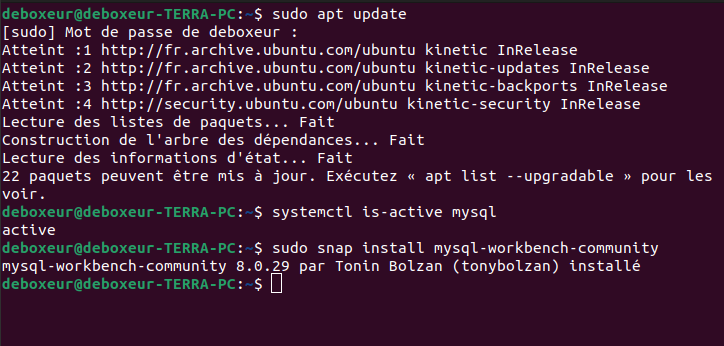 deboxeur@deboxeur-TERRA-PC:~$ sudo apt update
[sudo] Mot de passe de deboxeur :
Atteint :1 http://fr.archive.ubuntu.com/ubuntu kinetic InRelease
Atteint :2 http://fr.archive.ubuntu.com/ubuntu kinetic-updates InRelease
Atteint :3 http://fr.archive.ubuntu.com/ubuntu kinetic-backports InRelease
Atteint :4 http://security.ubuntu.com/ubuntu kinetic-security InRelease
Lecture des listes de paquets... Fait
Construction de l'arbre des dépendances... Fait
Lecture des informations d'état... Fait
22 paquets peuvent être mis à jour. Exécutez « apt list --upgradable » pour les
voir.
deboxeur@deboxeur-TERRA-PC:~$ systemctl is-active mysql
active
deboxeur@deboxeur-TERRA-PC:~$ sudo snap install mysql-workbench-community
mysql-workbench-community 8.0.29 par Tonin Bolzan (tonybolzan) installé
deboxeur@deboxeur-TERRA-PC:~$